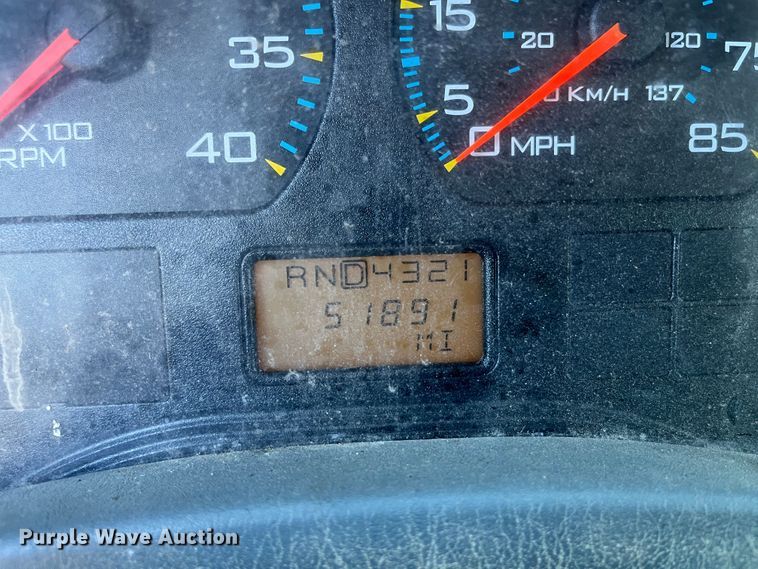 35
40
X100
RPM
15
5
0 MPH
20
120
KM/H 137
75
85
RND4321
51891
MI
Purple Wave Auction